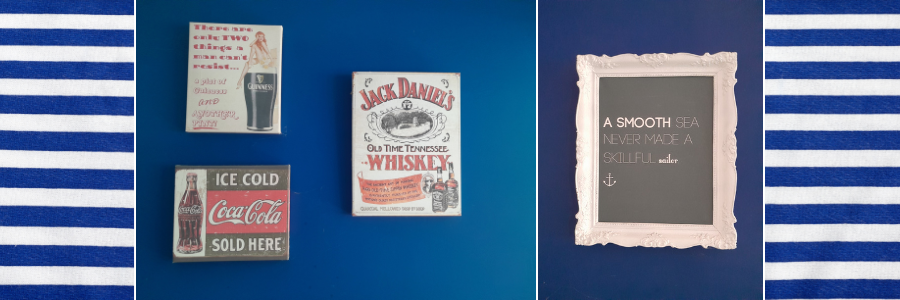 There are
only TWO
things a
man can't
resist...
a pint of
Guinness
AND
ANOTHER
GUINNESS
ICE COLD
Coca-Cola
SOLD HERE
JACK DANIEL'S
OLD TIME TENNESSEE
WHISKEY
A SMOOTH SEA
NEVER MADE A
SKILLFUL sailor